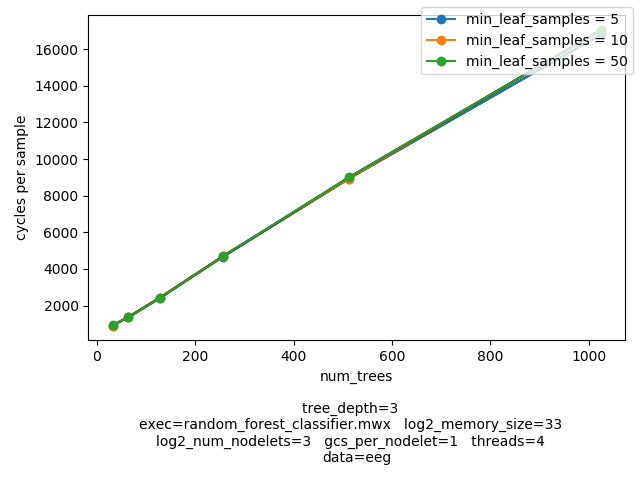 min_leaf_samples = 5
min_leaf_samples = 10
min_leaf_samples = 50
cycles per sample
16000
14000
12000
10000
8000
6000
4000
2000
0 200 400 600 800 1000
num_trees
tree_depth=3
exec=random_forest_classifier.mwx log2_memory_size=33
log2_num_nodelets=3 gcs_per_nodelet=1 threads=4
data=eeg